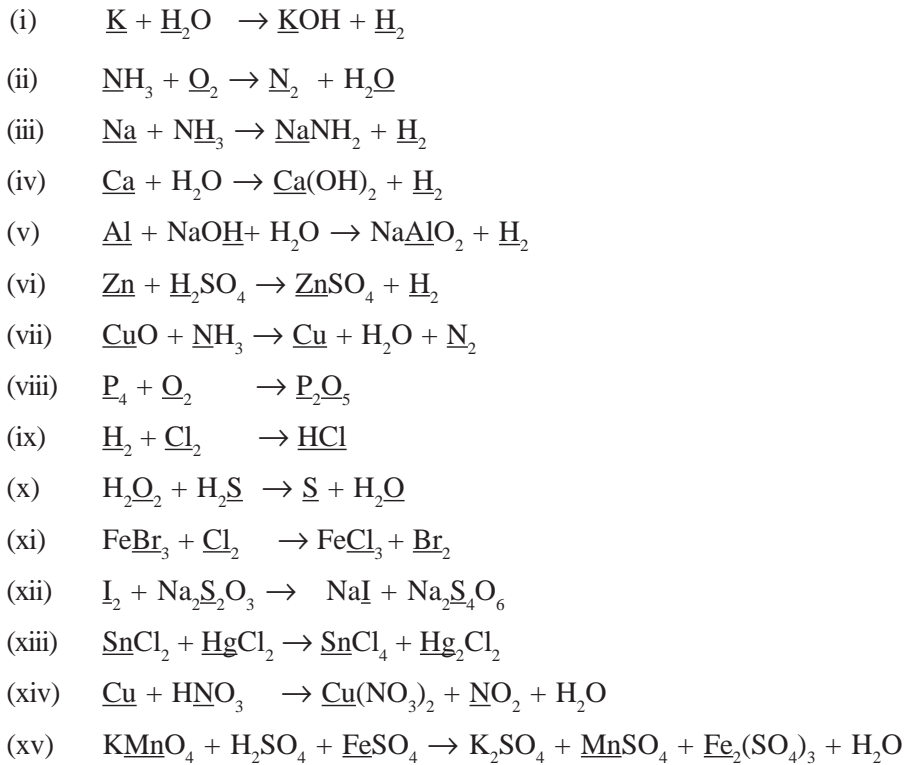 (i) K + H₂O → KOH + H₂
(ii) NH₃ + O₂ → N₂ + H₂O
(iii) Na + NH₃ → NaNH₂ + H₂
(iv) Ca + H₂O → Ca(OH)₂ + H₂
(v) Al + NaOH+ H₂O → NaAlO₂ + H₂
(vi) Zn + H₂SO₄ → ZnSO₄ + H₂
(vii) CuO + NH₃ → Cu + H₂O + N₂
(viii) P₄ + O₂ → P₂O₅
(ix) H₂ + Cl₂ → HCl
(x) H₂O₂ + H₂S → S + H₂O
(xi) FeBr₃ + Cl₂ → FeCl₃ + Br₂
(xii) I₂ + Na₂S₂O₃ → NaI + Na₂S₄O₆
(xiii) SnCl₂ + HgCl₂ → SnCl₄ + Hg₂Cl₂
(xiv) Cu + HNO₃ → Cu(NO₃)₂ + NO₂ + H₂O
(xv) KMnO₄ + H₂SO₄ + FeSO₄ → K₂SO₄ + MnSO₄ + Fe₂(SO₄)₃ + H₂O